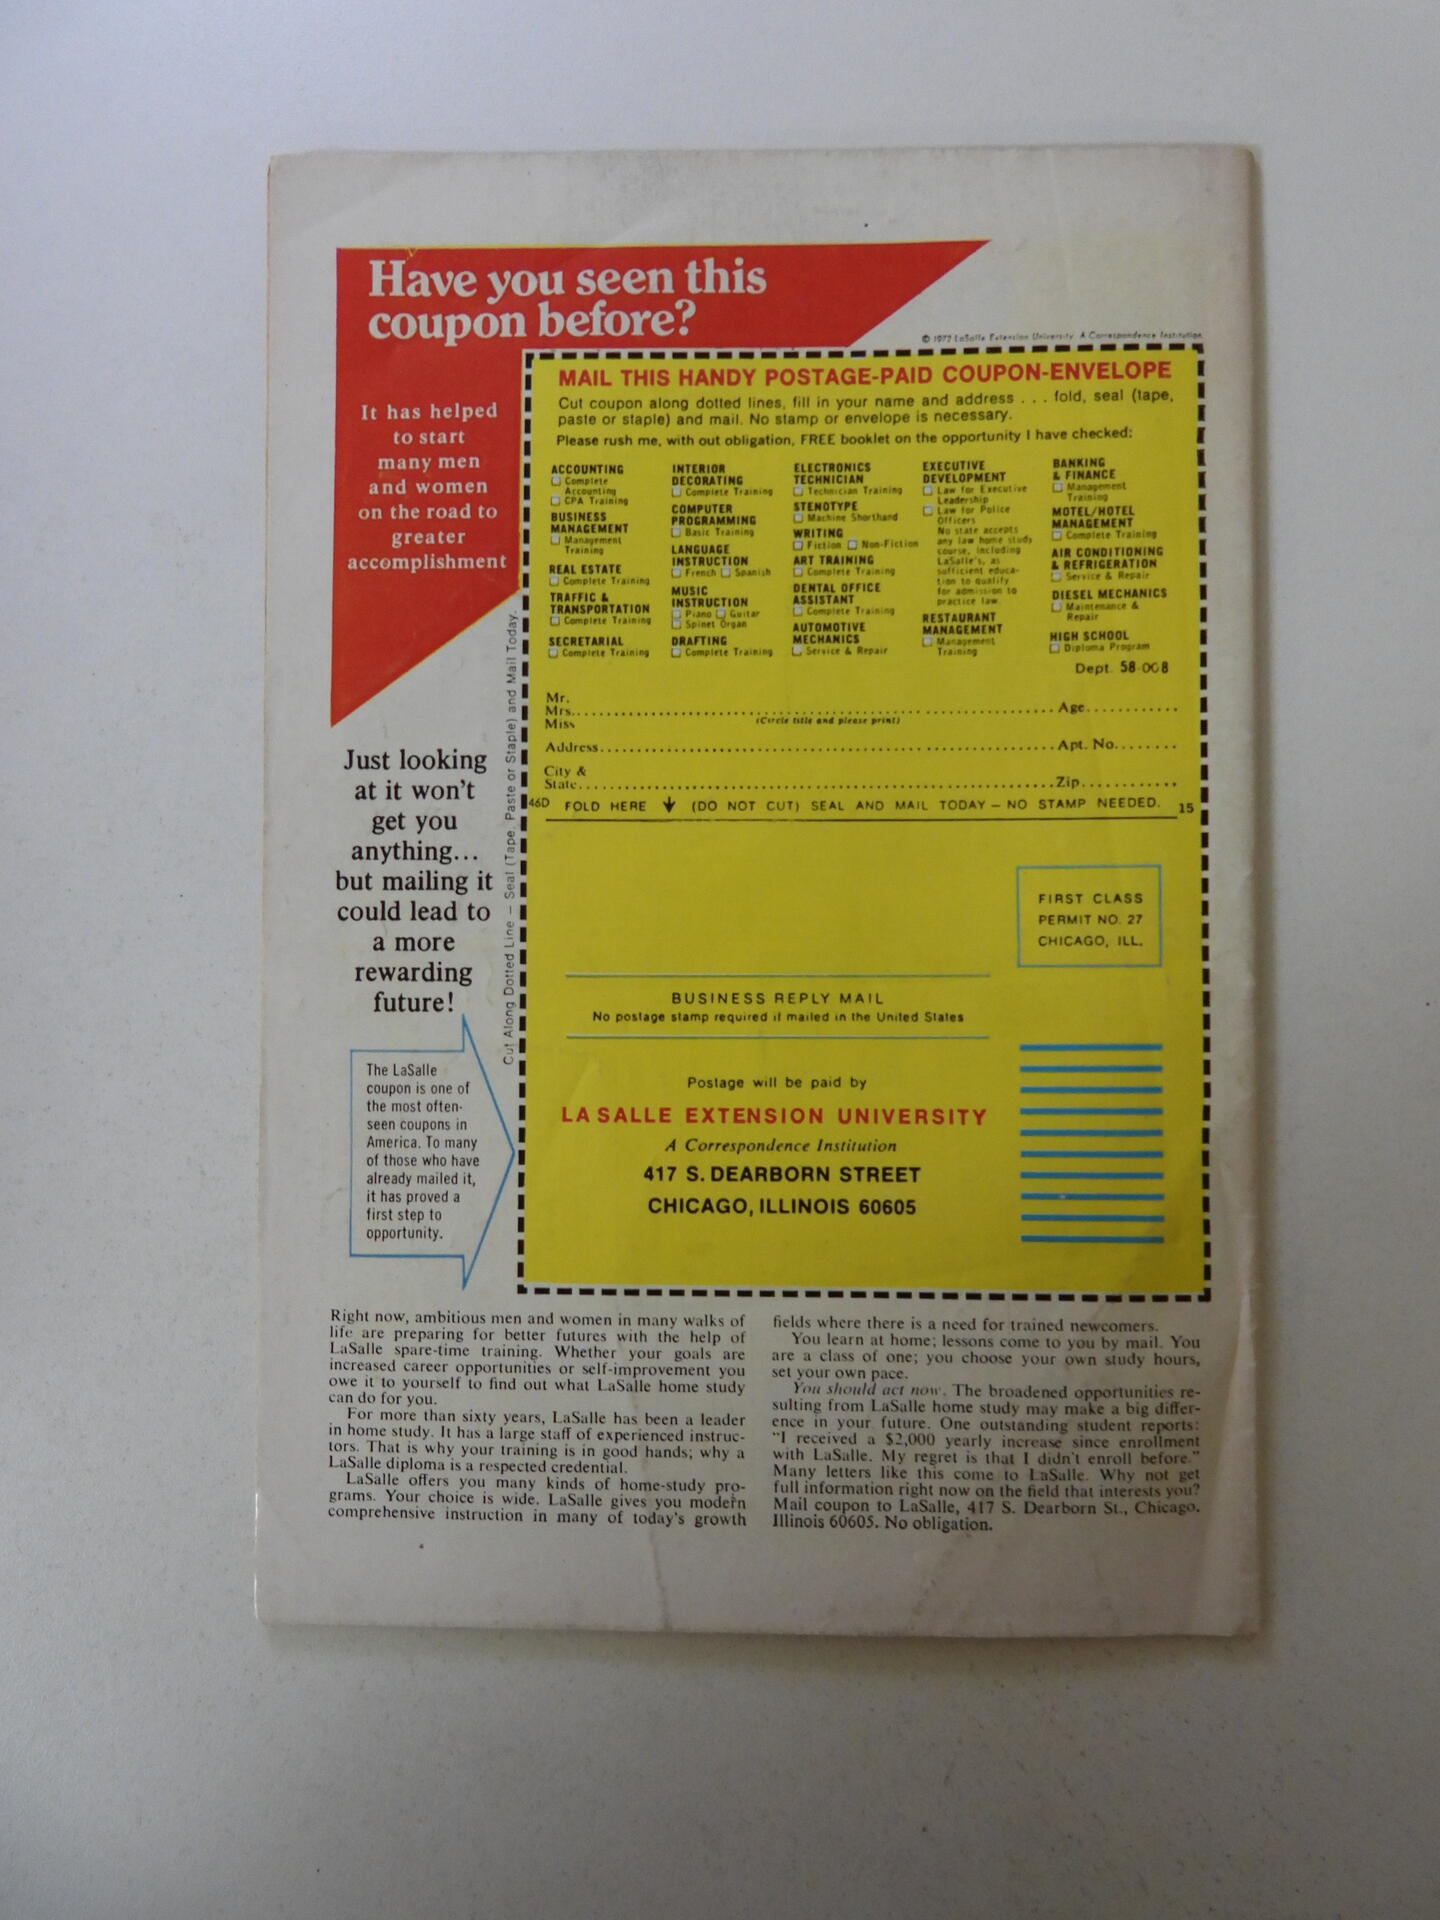 Have you seen this
coupon before?
© 1972 LaSalle Extension University A Correspondence Institution
It has helped
to start
many men
and women
on the road to
greater
accomplishment
Just looking
at it won't
get you
anything...
but mailing it
could lead to
a more
rewarding
future!
The LaSalle
coupon is one of
the most often-
seen coupons in
America. To many
of those who have
already mailed it,
it has proved a
first step to
opportunity.
Cut Along Dotted Line — Seal (Tape, Paste or Staple) and Mail Today.
MAIL THIS HANDY POSTAGE-PAID COUPON-ENVELOPE
Cut coupon along dotted lines, fill in your name and address . . . fold, seal (tape,
paste or staple) and mail. No stamp or envelope is necessary.
Please rush me, with out obligation, FREE booklet on the opportunity I have checked:
ACCOUNTING
Complete
Accounting
CPA Training
BUSINESS
MANAGEMENT
Management
Training
REAL ESTATE
Complete Training
TRAFFIC &
TRANSPORTATION
Complete Training
SECRETARIAL
Complete Training
INTERIOR
DECORATING
Complete Training
COMPUTER
PROGRAMMING
Basic Training
LANGUAGE
INSTRUCTION
French Spanish
MUSIC
INSTRUCTION
Piano Guitar
Spinet Organ
DRAFTING
Complete Training
ELECTRONICS
TECHNICIAN
Technician Training
STENOTYPE
Machine Shorthand
WRITING
Fiction Non-Fiction
ART TRAINING
Complete Training
DENTAL OFFICE
ASSISTANT
Complete Training
AUTOMOTIVE
MECHANICS
Service & Repair
EXECUTIVE
DEVELOPMENT
Law for Executive
Leadership
Law for Police
Officers
No state accepts
any law home study
course, including
LaSalle's, as
sufficient educa-
tion to qualify
for admission to
practice law.
RESTAURANT
MANAGEMENT
Management
Training
BANKING
& FINANCE
Management
Training
MOTEL/HOTEL
MANAGEMENT
Complete Training
AIR CONDITIONING
& REFRIGERATION
Service & Repair
DIESEL MECHANICS
Maintenance &
Repair
HIGH SCHOOL
Diploma Program
Dept. 58-008
Mr.
Mrs. Age
Miss (Circle title and please print)
Address Apt. No.
City &
State Zip
46D FOLD HERE (DO NOT CUT) SEAL AND MAIL TODAY — NO STAMP NEEDED. 15
FIRST CLASS
PERMIT NO. 27
CHICAGO, ILL.
BUSINESS REPLY MAIL
No postage stamp required if mailed in the United States
Postage will be paid by
LA SALLE EXTENSION UNIVERSITY
A Correspondence Institution
417 S. DEARBORN STREET
CHICAGO, ILLINOIS 60605
Right now, ambitious men and women in many walks of
life are preparing for better futures with the help of
LaSalle spare-time training. Whether your goals are
increased career opportunities or self-improvement you
owe it to yourself to find out what LaSalle home study
can do for you.
For more than sixty years, LaSalle has been a leader
in home study. It has a large staff of experienced instruc-
tors. That is why your training is in good hands; why a
LaSalle diploma is a respected credential.
LaSalle offers you many kinds of home-study pro-
grams. Your choice is wide. LaSalle gives you modern
comprehensive instruction in many of today's growth
fields where there is a need for trained newcomers.
You learn at home; lessons come to you by mail. You
are a class of one; you choose your own study hours,
set your own pace.
You should act now. The broadened opportunities re-
sulting from LaSalle home study may make a big differ-
ence in your future. One outstanding student reports:
"I received a $2,000 yearly increase since enrollment
with LaSalle. My regret is that I didn't enroll before."
Many letters like this come to LaSalle. Why not get
full information right now on the field that interests you?
Mail coupon to LaSalle, 417 S. Dearborn St., Chicago,
Illinois 60605. No obligation.